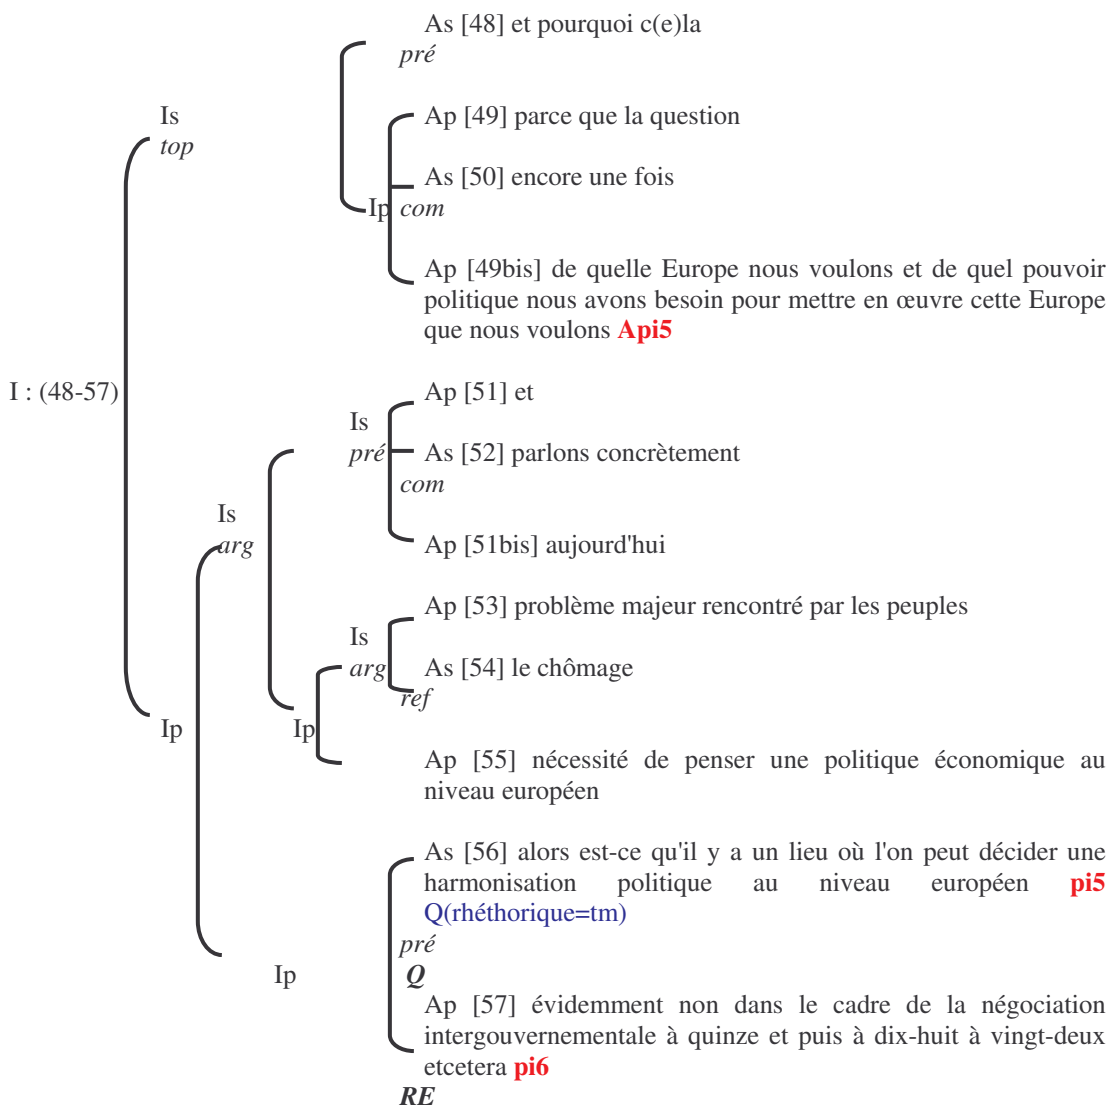 As [48] et pourquoi c(e)la
pré
Is
top
Ap [49] parce que la question
As [50] encore une fois
Ip com
Ap [49bis] de quelle Europe nous voulons et de quel pouvoir
politique nous avons besoin pour mettre en œuvre cette Europe
que nous voulons Api5
I : (48-57)
Ap [51] et
Is
pré
As [52] parlons concrètement
com
Is
arg
Ap [51bis] aujourd'hui
Ap [53] problème majeur rencontré par les peuples
Is
arg
As [54] le chômage
ref
Ip
Ip
Ap [55] nécessité de penser une politique économique au
niveau européen
As [56] alors est-ce qu'il y a un lieu où l'on peut décider une
harmonisation politique au niveau européen pi5
Q(rhéthorique=tm)
pré
Ip
Q
Ap [57] évidemment non dans le cadre de la négociation
intergouvernementale à quinze et puis à dix-huit à vingt-deux
etcetera pi6
RE